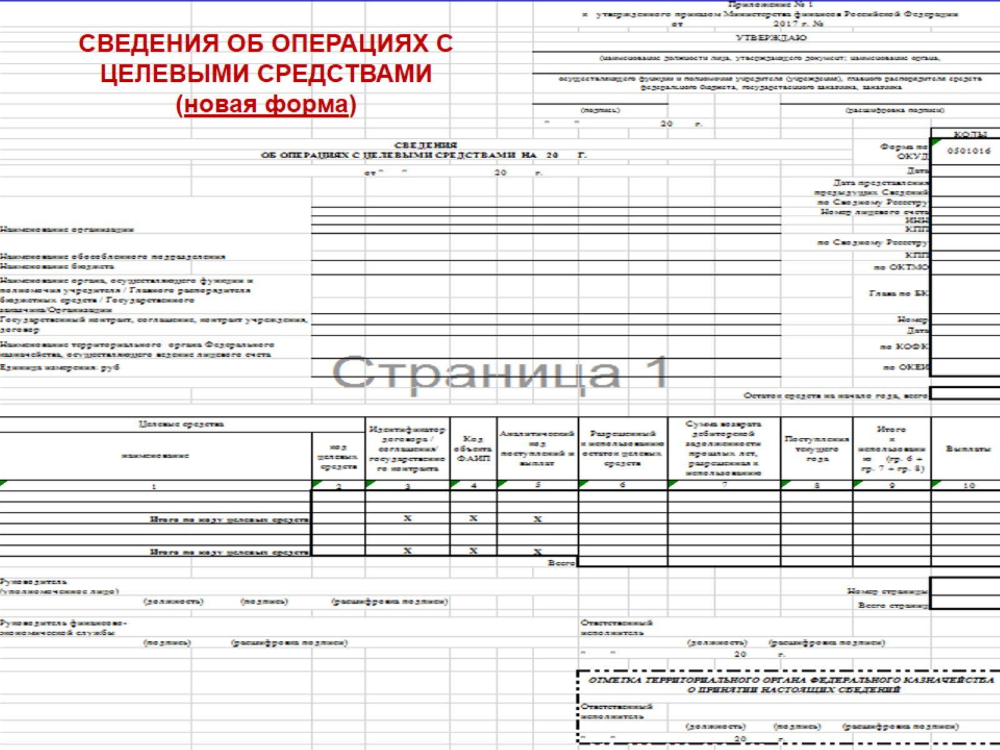 Приложение № 1
к утвержденного приказом Министерства финансов Российской Федерации
от 2017 г. №
СВЕДЕНИЯ ОБ ОПЕРАЦИЯХ С
ЦЕЛЕВЫМИ СРЕДСТВАМИ
(новая форма)
УТВЕРЖДАЮ
(наименование должности лица, утверждающего документ; наименование органа,
осуществляющего функции и полномочия учредителя (учреждения), главного распорядителя средств
федерального бюджета, государственного заказчика, заказчика
(подпись) (расшифровка подписи)
" " 20 г.
КОДЫ
СВЕДЕНИЯ
ОБ ОПЕРАЦИЯХ С ЦЕЛЕВЫМИ СРЕДСТВАМИ НА 20 Г.
Форма по
ОКУД
0501016
от " " 20 г.
Дата
Дата представления
предыдущих Сведений
по Сводному Реестру
Номер лицевого счета
ИНН
Наименование организации
КПП
по Сводному Реестру
Наименование обособленного подразделения
КПП
Наименование бюджета
по ОКТМО
Наименование органа, осуществляющего функции и
полномочия учредителя / Главного распорядителя
бюджетных средств / Государственного
заказчика/Организации
Глава по БК
Государственный контракт, соглашение, контракт учреждения,
договор
Номер
Дата
Наименование территориального органа Федерального
казначейства, осуществляющего ведение лицевого счета
по КОФК
Единица измерения: руб
по ОКЕИ
Страница 1
Остаток средств на начало года, всего
Целевые средства
наименование
код
целевых
средств
Идентификатор
договора /
соглашения/
государственно
го контракта
Код
объекта
ФАИП
Аналитический
код
поступлений и
выплат
Разрешенный
к использованию
остаток целевых
средств
Сумма возврата
дебиторской
задолженности
прошлых лет,
разрешенная к
использованию
Поступления
текущего
года
Итого
к
использовани
ю (гр. 6 +
гр. 7 + гр. 8)
Выплаты
1 2 3 4 5 6 7 8 9 10
Итого по коду целевых средств X X X
Итого по коду целевых средств X X X
Всего
Руководитель
(уполномоченное лицо)
(должность) (подпись) (расшифровка подписи)
Номер страницы
Всего страниц
Руководитель финансово-
экономической службы
(подпись) (расшифровка подписи)
Ответственный
исполнитель
(должность) (расшифровка подписи)
" " 20 г.
ОТМЕТКА ТЕРРИТОРИАЛЬНОГО ОРГАНА ФЕДЕРАЛЬНОГО КАЗНАЧЕЙСТВА
О ПРИНЯТИИ НАСТОЯЩИХ СВЕДЕНИЙ
Ответственный
исполнитель
(должность) (подпись) (расшифровка подписи)
" " 20 г.